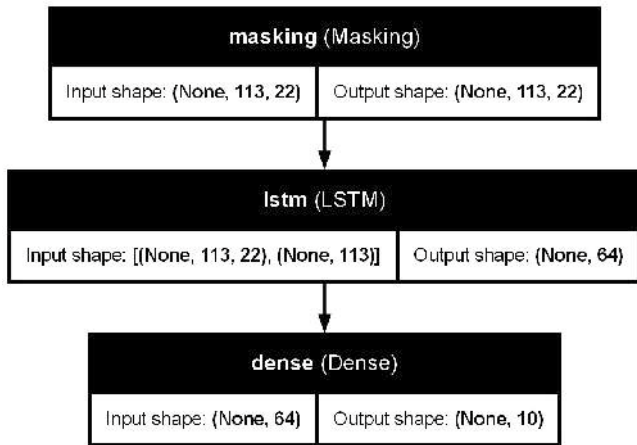 masking (Masking)
Input shape: (None, 113, 22) Output shape: (None, 113, 22)
lstm (LSTM)
Input shape: [(None, 113, 22), (None, 113)] Output shape: (None, 64)
dense (Dense)
Input shape: (None, 64) Output shape: (None, 10)